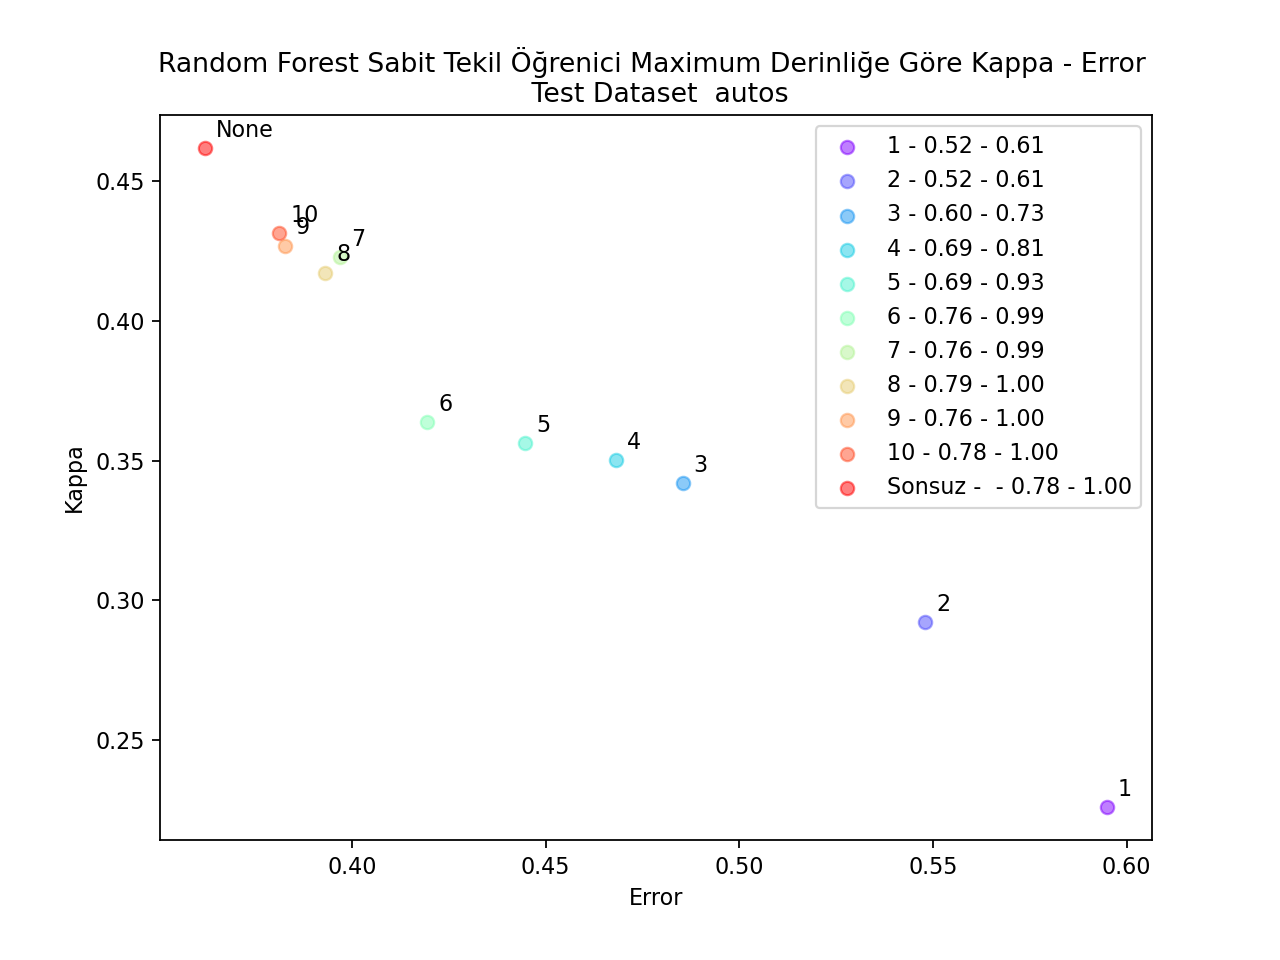 Random Forest Sabit Tekil Öğrenici Maximum Derinliğe Göre Kappa - Error
Test Dataset  autos
None
10
9
7
8
6
5
4
3
2
1
1 - 0.52 - 0.61
2 - 0.52 - 0.61
3 - 0.60 - 0.73
4 - 0.69 - 0.81
5 - 0.69 - 0.93
6 - 0.76 - 0.99
7 - 0.76 - 0.99
8 - 0.79 - 1.00
9 - 0.76 - 1.00
10 - 0.78 - 1.00
Sonsuz -  - 0.78 - 1.00
0.45
0.40
0.35
0.30
0.25
Kappa
0.40
0.45
0.50
0.55
0.60
Error